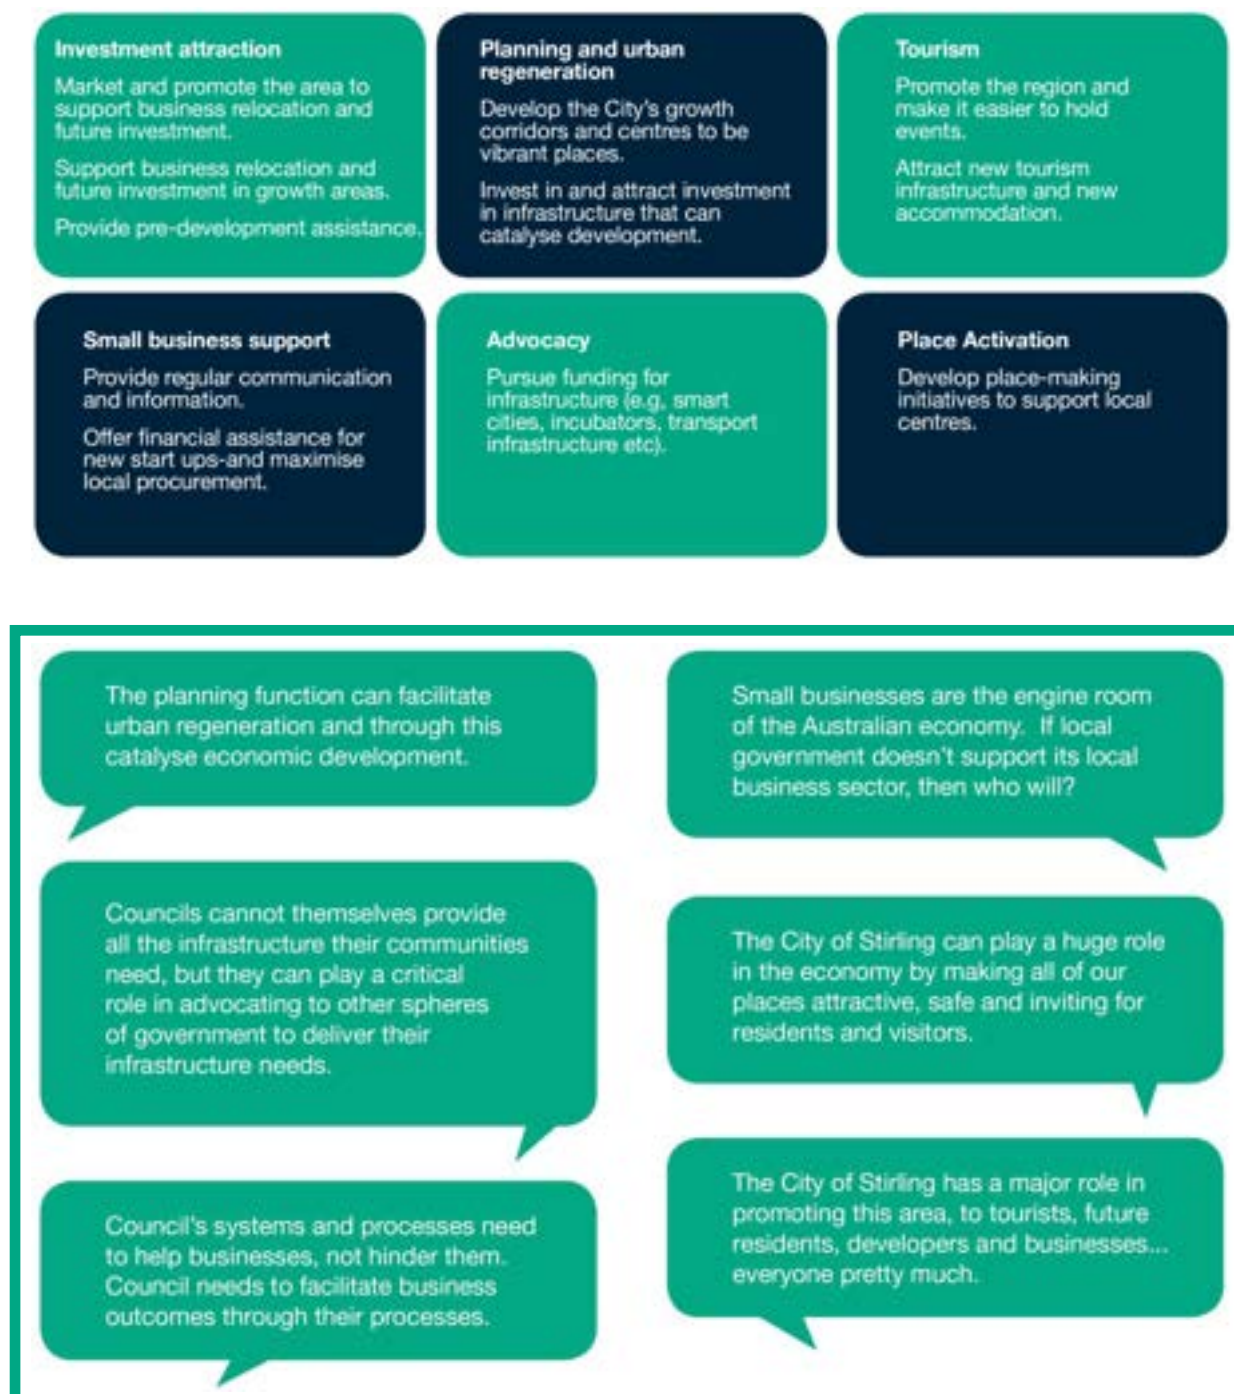 Investment attraction
Market and promote the area to
support business relocation and
future investment.
Support business relocation and
future investment in growth areas.
Provide pre-development assistance.
Planning and urban
regeneration
Develop the City's growth
corridors and centres to be
vibrant places.
Invest in and attract investment
in infrastructure that can
catalyse development.
Tourism
Promote the region and
make it easier to hold
events.
Attract new tourism
infrastructure and new
accommodation.
Small business support
Provide regular communication
and information.
Offer financial assistance for
new start ups-and maximise
local procurement.
Advocacy
Pursue funding for
infrastructure (e.g, smart
cities, incubators, transport
infrastructure etc).
Place Activation
Develop place-making
initiatives to support local
centres.
The planning function can facilitate
urban regeneration and through this
catalyse economic development.
Councils cannot themselves provide
all the infrastructure their communities
need, but they can play a critical
role in advocating to other spheres
of government to deliver their
infrastructure needs.
Council's systems and processes need
to help businesses, not hinder them.
Council needs to facilitate business
outcomes through their processes.
Small businesses are the engine room
of the Australian economy.  If local
government doesn't support its local
business sector, then who will?
The City of Stirling can play a huge role
in the economy by making all of our
places attractive, safe and inviting for
residents and visitors.
The City of Stirling has a major role in
promoting this area, to tourists, future
residents, developers and businesses...
everyone pretty much.